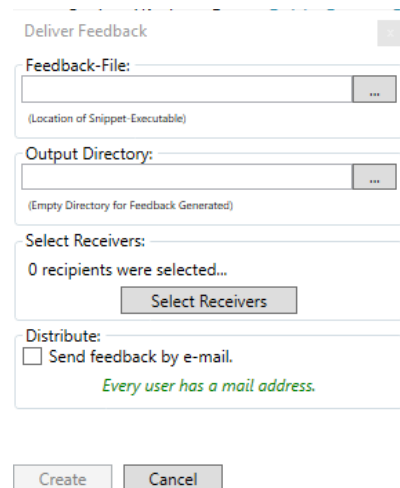 Deliver Feedback
x
Feedback-File:
...
(Location of Snippet-Executable)
Output Directory:
...
(Empty Directory for Feedback Generated)
Select Receivers:
0 recipients were selected...
Select Receivers
Distribute:
Send feedback by e-mail.
Every user has a mail address.
Create Cancel